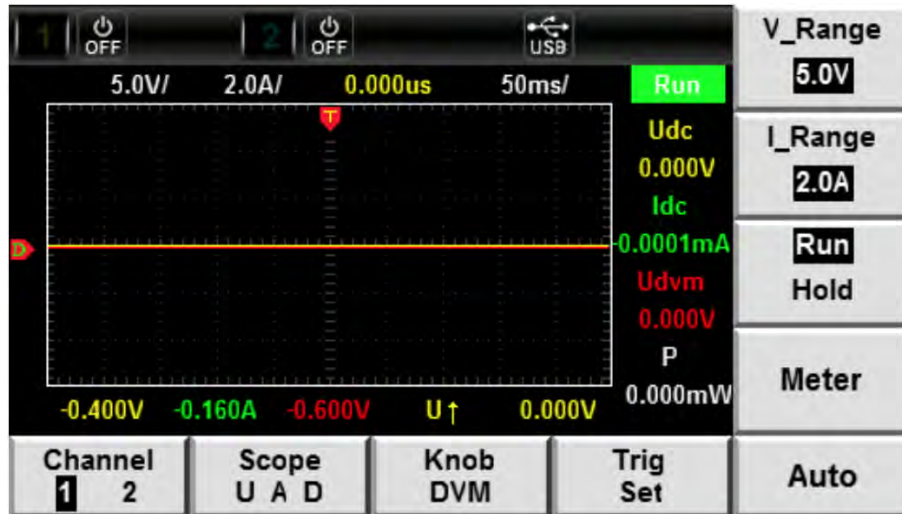 1 OFF 2 OFF USB
5.0V/ 2.0A/ 0.000us 50ms/ Run
T
Udc
0.000V
Idc
-0.0001mA
Udvm
0.000V
P
0.000mW
D
-0.400V -0.160A -0.600V U↑ 0.000V
V_Range
5.0V
I_Range
2.0A
Run
Hold
Meter
Auto
Channel
1 2
Scope
U A D
Knob
DVM
Trig
Set